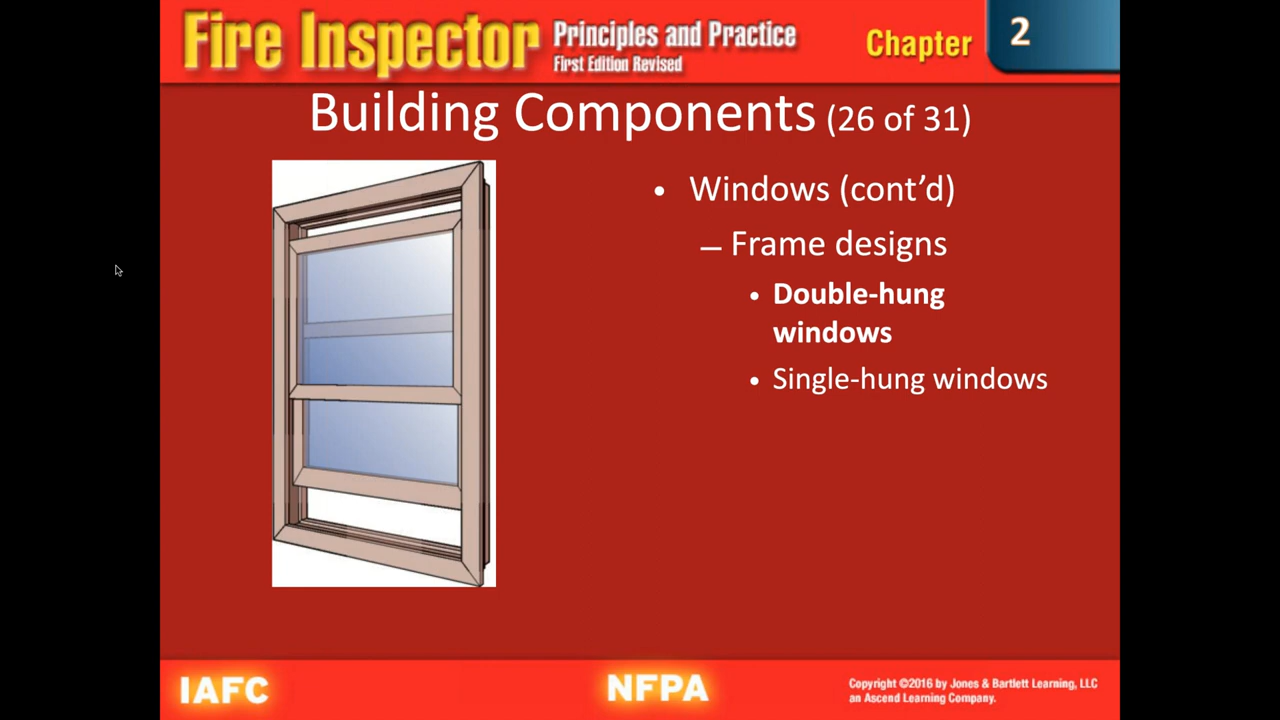 Fire Inspector Principles and Practice
First Edition Revised
Chapter 2
Building Components (26 of 31)
• Windows (cont’d)
– Frame designs
• Double-hung
windows
• Single-hung windows
IAFC
NFPA
Copyright ©2016 by Jones & Bartlett Learning, LLC
an Ascend Learning Company.